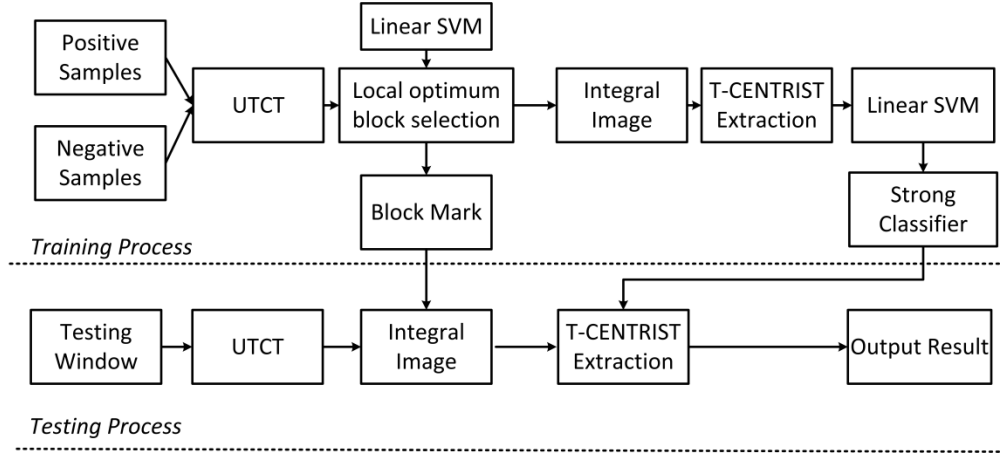 Linear SVM
Positive
Samples
UTCT
Local optimum
block selection
Integral
Image
T-CENTRIST
Extraction
Linear SVM
Negative
Samples
Block Mark
Strong
Classifier
Training Process
Testing
Window
UTCT
Integral
Image
T-CENTRIST
Extraction
Output Result
Testing Process